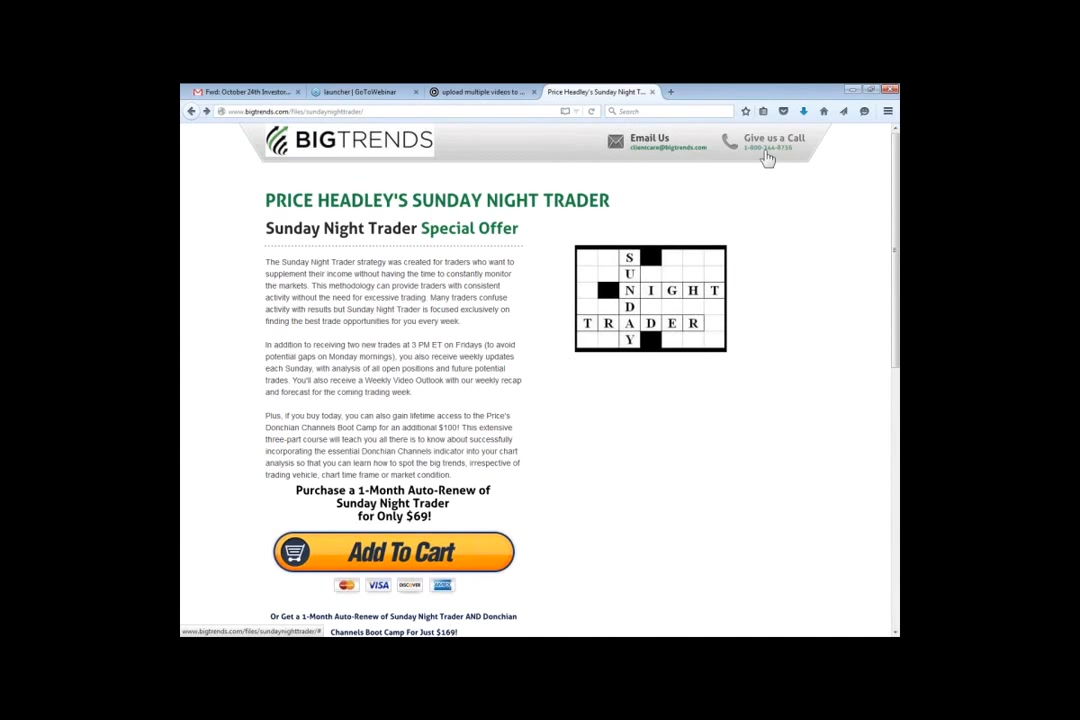 Fwd: October 24th Investor...
launcher | GoToWebinar
upload multiple videos to ...
Price Headley's Sunday Night T...
www.bigtrends.com/files/sundaynighttrader/
Search
BIGTRENDS
Email Us
clientcare@bigtrends.com
Give us a Call
PRICE HEADLEY'S SUNDAY NIGHT TRADER
Sunday Night Trader Special Offer
The Sunday Night Trader strategy was created for traders who want to
supplement their income without having the time to constantly monitor
the markets. This methodology can provide traders with consistent
activity without the need for excessive trading. Many traders confuse
activity with results but Sunday Night Trader is focused exclusively on
finding the best trade opportunities for you every week.
In addition to receiving two new trades at 3 PM ET on Fridays (to avoid
potential gaps on Monday mornings), you also receive weekly updates
each Sunday, with analysis of all open positions and future potential
trades. You'll also receive a Weekly Video Outlook with our weekly recap
and forecast for the coming trading week.
Plus, if you buy today, you can also gain lifetime access to the Price's
Donchian Channels Boot Camp for an additional $100! This extensive
three-part course will teach you all there is to know about successfully
incorporating the essential Donchian Channels indicator into your chart
analysis so that you can learn how to spot the big trends, irrespective of
trading vehicle, chart time frame or market condition.
SUNDAY
NIGHT
TRADER
Purchase a 1-Month Auto-Renew of
Sunday Night Trader
for Only $69!
Add To Cart
VISA
DISCOVER
AMEX
Or Get a 1-Month Auto-Renew of Sunday Night Trader AND Donchian
Channels Boot Camp For Just $169!
www.bigtrends.com/files/sundaynighttrader/#